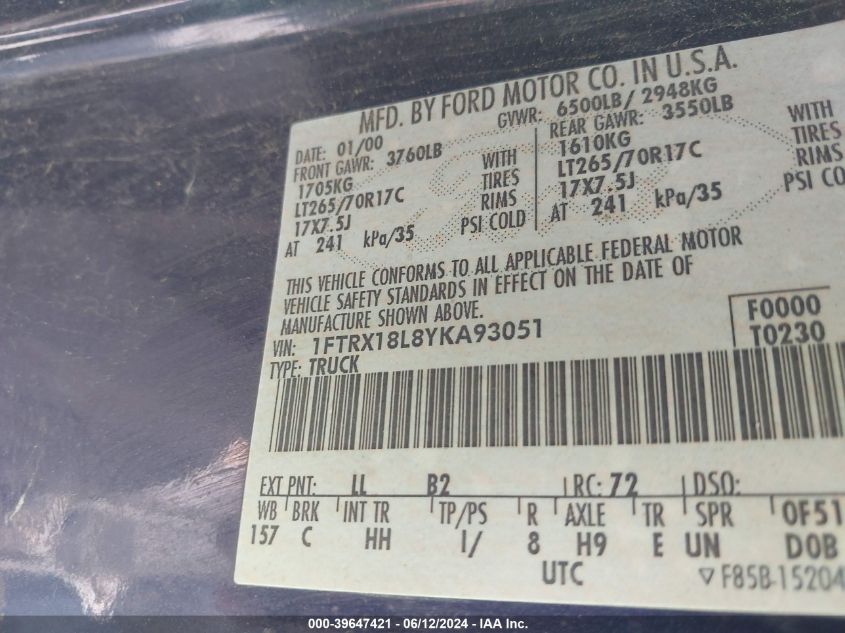 MFD. BY FORD MOTOR CO. IN U.S.A.
DATE: 01/00 GVWR: 6500LB/ 2948KG
FRONT GAWR: 3760LB REAR GAWR: 3550LB
1705KG WITH 1610KG WITH
LT265/70R17C TIRES LT265/70R17C TIRES
17X7.5J RIMS 17X7.5J RIMS
AT 241 kPa/35 PSI COLD AT 241 kPa/35 PSI CO
THIS VEHICLE CONFORMS TO ALL APPLICABLE FEDERAL MOTOR
VEHICLE SAFETY STANDARDS IN EFFECT ON THE DATE OF
MANUFACTURE SHOWN ABOVE.
VIN: 1FTRX18L8YKA93051 F0000
TYPE: TRUCK T0230
EXT PNT: LL B2 RC: 72 DSO:
WB BRK INT TR TP/PS R AXLE TR SPR 0F51
157 C HH I/ 8 H9 E UN DOB
UTC ▽F85B-15204
000-39647421 - 06/12/2024 - IAA Inc.